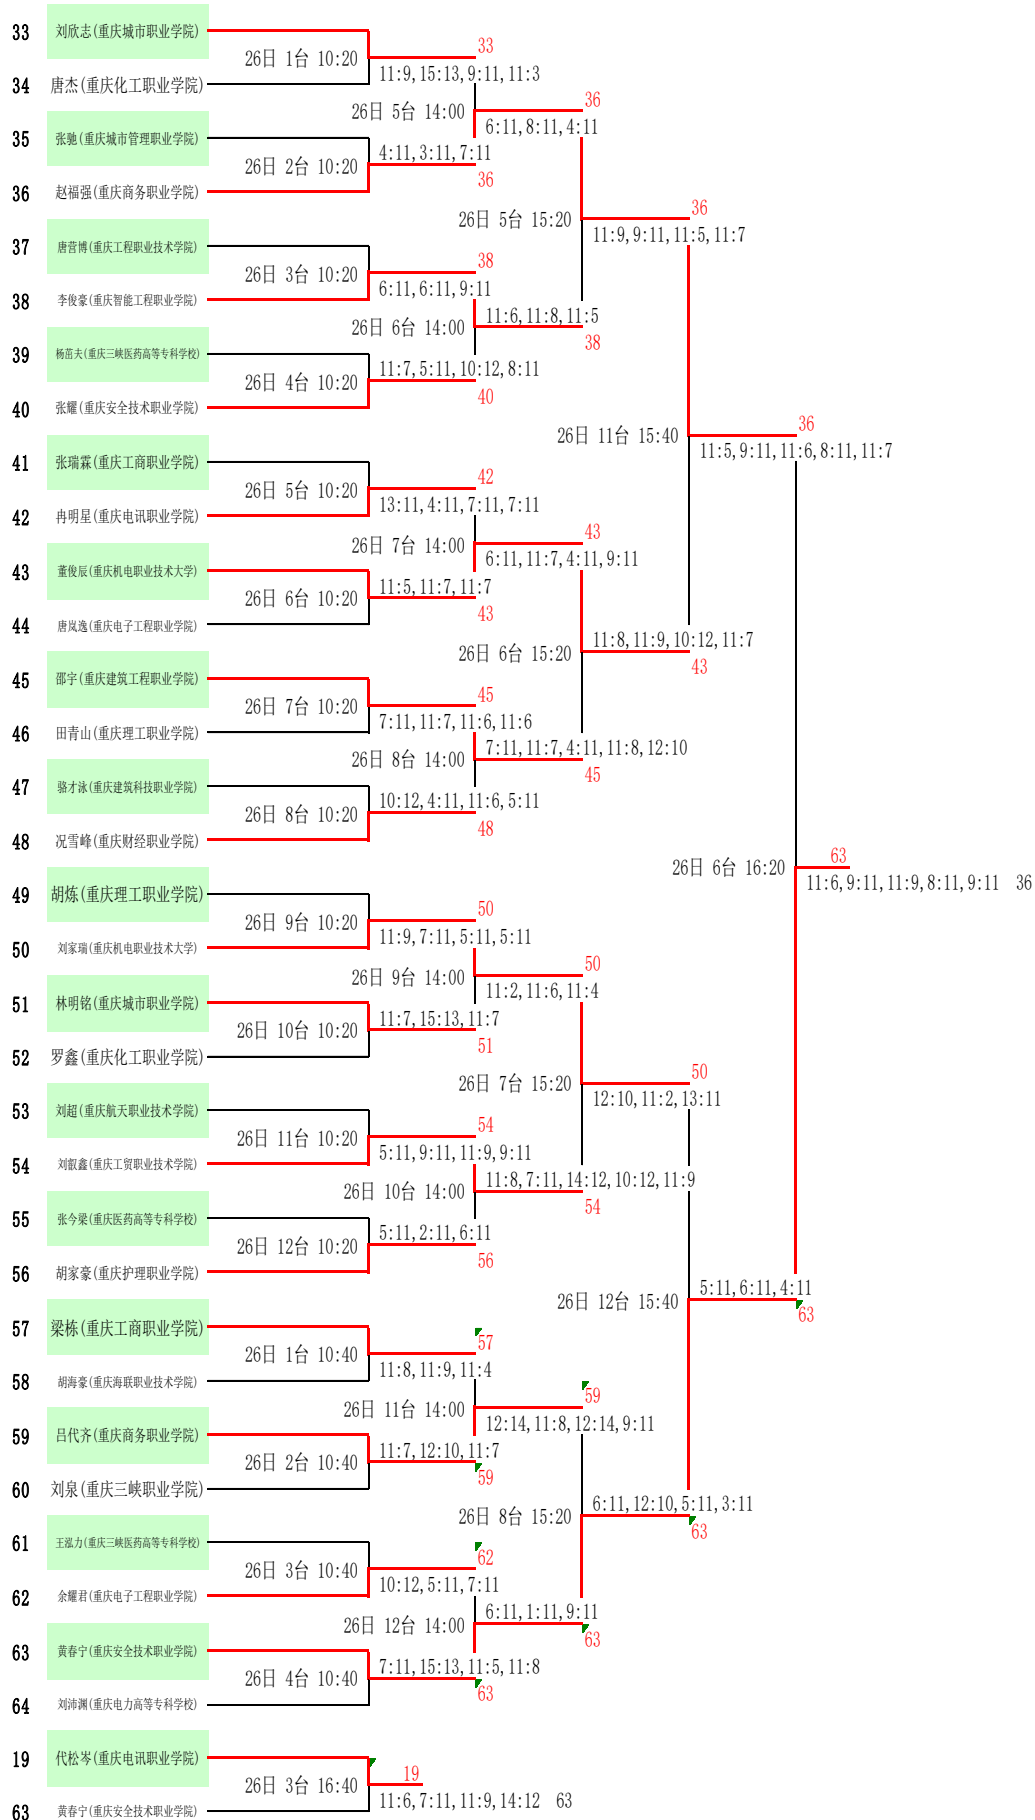 33 刘欣志(重庆城市职业学院)
26日 1台 10:20
33
11:9,15:13,9:11,11:3
34 唐杰(重庆化工职业学院)
26日 5台 14:00
36
6:11,8:11,4:11
35 张驰(重庆城市管理职业学院)
26日 2台 10:20
4:11,3:11,7:11
36
36 赵福强(重庆商务职业学院)
26日 5台 15:20
36
11:9,9:11,11:5,11:7
37 唐营博(重庆工程职业技术学院)
26日 3台 10:20
38
6:11,6:11,9:11
38 李俊豪(重庆智能工程职业学院)
26日 6台 14:00
11:6,11:8,11:5
38
39 杨茁夫(重庆三峡医药高等专科学校)
26日 4台 10:20
11:7,5:11,10:12,8:11
40
40 张耀(重庆安全技术职业学院)
26日 11台 15:40
36
11:5,9:11,11:6,8:11,11:7
41 张瑞霖(重庆工商职业学院)
26日 5台 10:20
42
13:11,4:11,7:11,7:11
42 冉明星(重庆电讯职业学院)
26日 7台 14:00
43
6:11,11:7,4:11,9:11
43 董俊辰(重庆机电职业技术大学)
26日 6台 10:20
11:5,11:7,11:7
43
44 唐岚逸(重庆电子工程职业学院)
26日 6台 15:20
11:8,11:9,10:12,11:7
43
45 邵宇(重庆建筑工程职业学院)
26日 7台 10:20
45
7:11,11:7,11:6,11:6
46 田青山(重庆理工职业学院)
26日 8台 14:00
7:11,11:7,4:11,11:8,12:10
45
47 骆才泳(重庆建筑科技职业学院)
26日 8台 10:20
10:12,4:11,11:6,5:11
48
48 况雪峰(重庆财经职业学院)
26日 6台 16:20
63
11:6,9:11,11:9,8:11,9:11 36
49 胡炼(重庆理工职业学院)
26日 9台 10:20
50
11:9,7:11,5:11,5:11
50 刘家瑞(重庆机电职业技术大学)
26日 9台 14:00
50
11:2,11:6,11:4
51 林明铭(重庆城市职业学院)
26日 10台 10:20
11:7,15:13,11:7
51
52 罗鑫(重庆化工职业学院)
26日 7台 15:20
50
12:10,11:2,13:11
53 刘超(重庆航天职业技术学院)
26日 11台 10:20
54
5:11,9:11,11:9,9:11
54 刘叡鑫(重庆工贸职业技术学院)
26日 10台 14:00
11:8,7:11,14:12,10:12,11:9
54
55 张今梁(重庆医药高等专科学校)
26日 12台 10:20
5:11,2:11,6:11
56
56 胡家豪(重庆护理职业学院)
26日 12台 15:40
5:11,6:11,4:11
63
57 梁栋(重庆工商职业学院)
26日 1台 10:40
57
11:8,11:9,11:4
58 胡海豪(重庆海联职业技术学院)
26日 11台 14:00
59
12:14,11:8,12:14,9:11
59 吕代齐(重庆商务职业学院)
26日 2台 10:40
11:7,12:10,11:7
59
60 刘泉(重庆三峡职业学院)
26日 8台 15:20
6:11,12:10,5:11,3:11
63
61 王泓力(重庆三峡医药高等专科学校)
26日 3台 10:40
62
10:12,5:11,7:11
62 余耀君(重庆电子工程职业学院)
26日 12台 14:00
6:11,1:11,9:11
63
63 黄春宁(重庆安全技术职业学院)
26日 4台 10:40
7:11,15:13,11:5,11:8
63
64 刘沛渊(重庆电力高等专科学校)
19 代松岑(重庆电讯职业学院)
26日 3台 16:40
19
11:6,7:11,11:9,14:12 63
63 黄春宁(重庆安全技术职业学院)